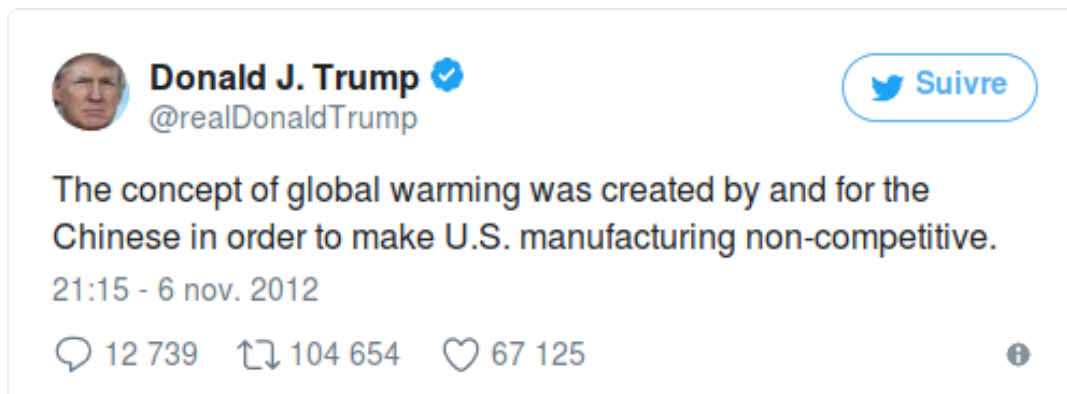 Donald J. Trump
Suivre
@realDonaldTrump
The concept of global warming was created by and for the
Chinese in order to make U.S. manufacturing non-competitive.
21:15 - 6 nov. 2012
12 739 104 654 67 125